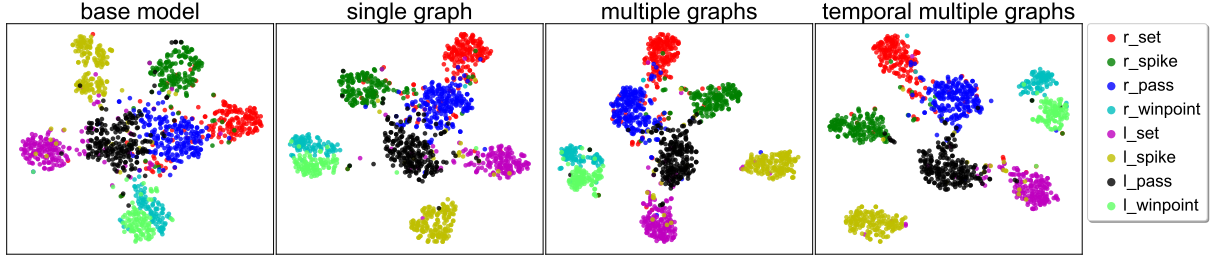 base model
single graph
multiple graphs
temporal multiple graphs
r_set
r_spike
r_pass
r_winpoint
l_set
l_spike
l_pass
l_winpoint